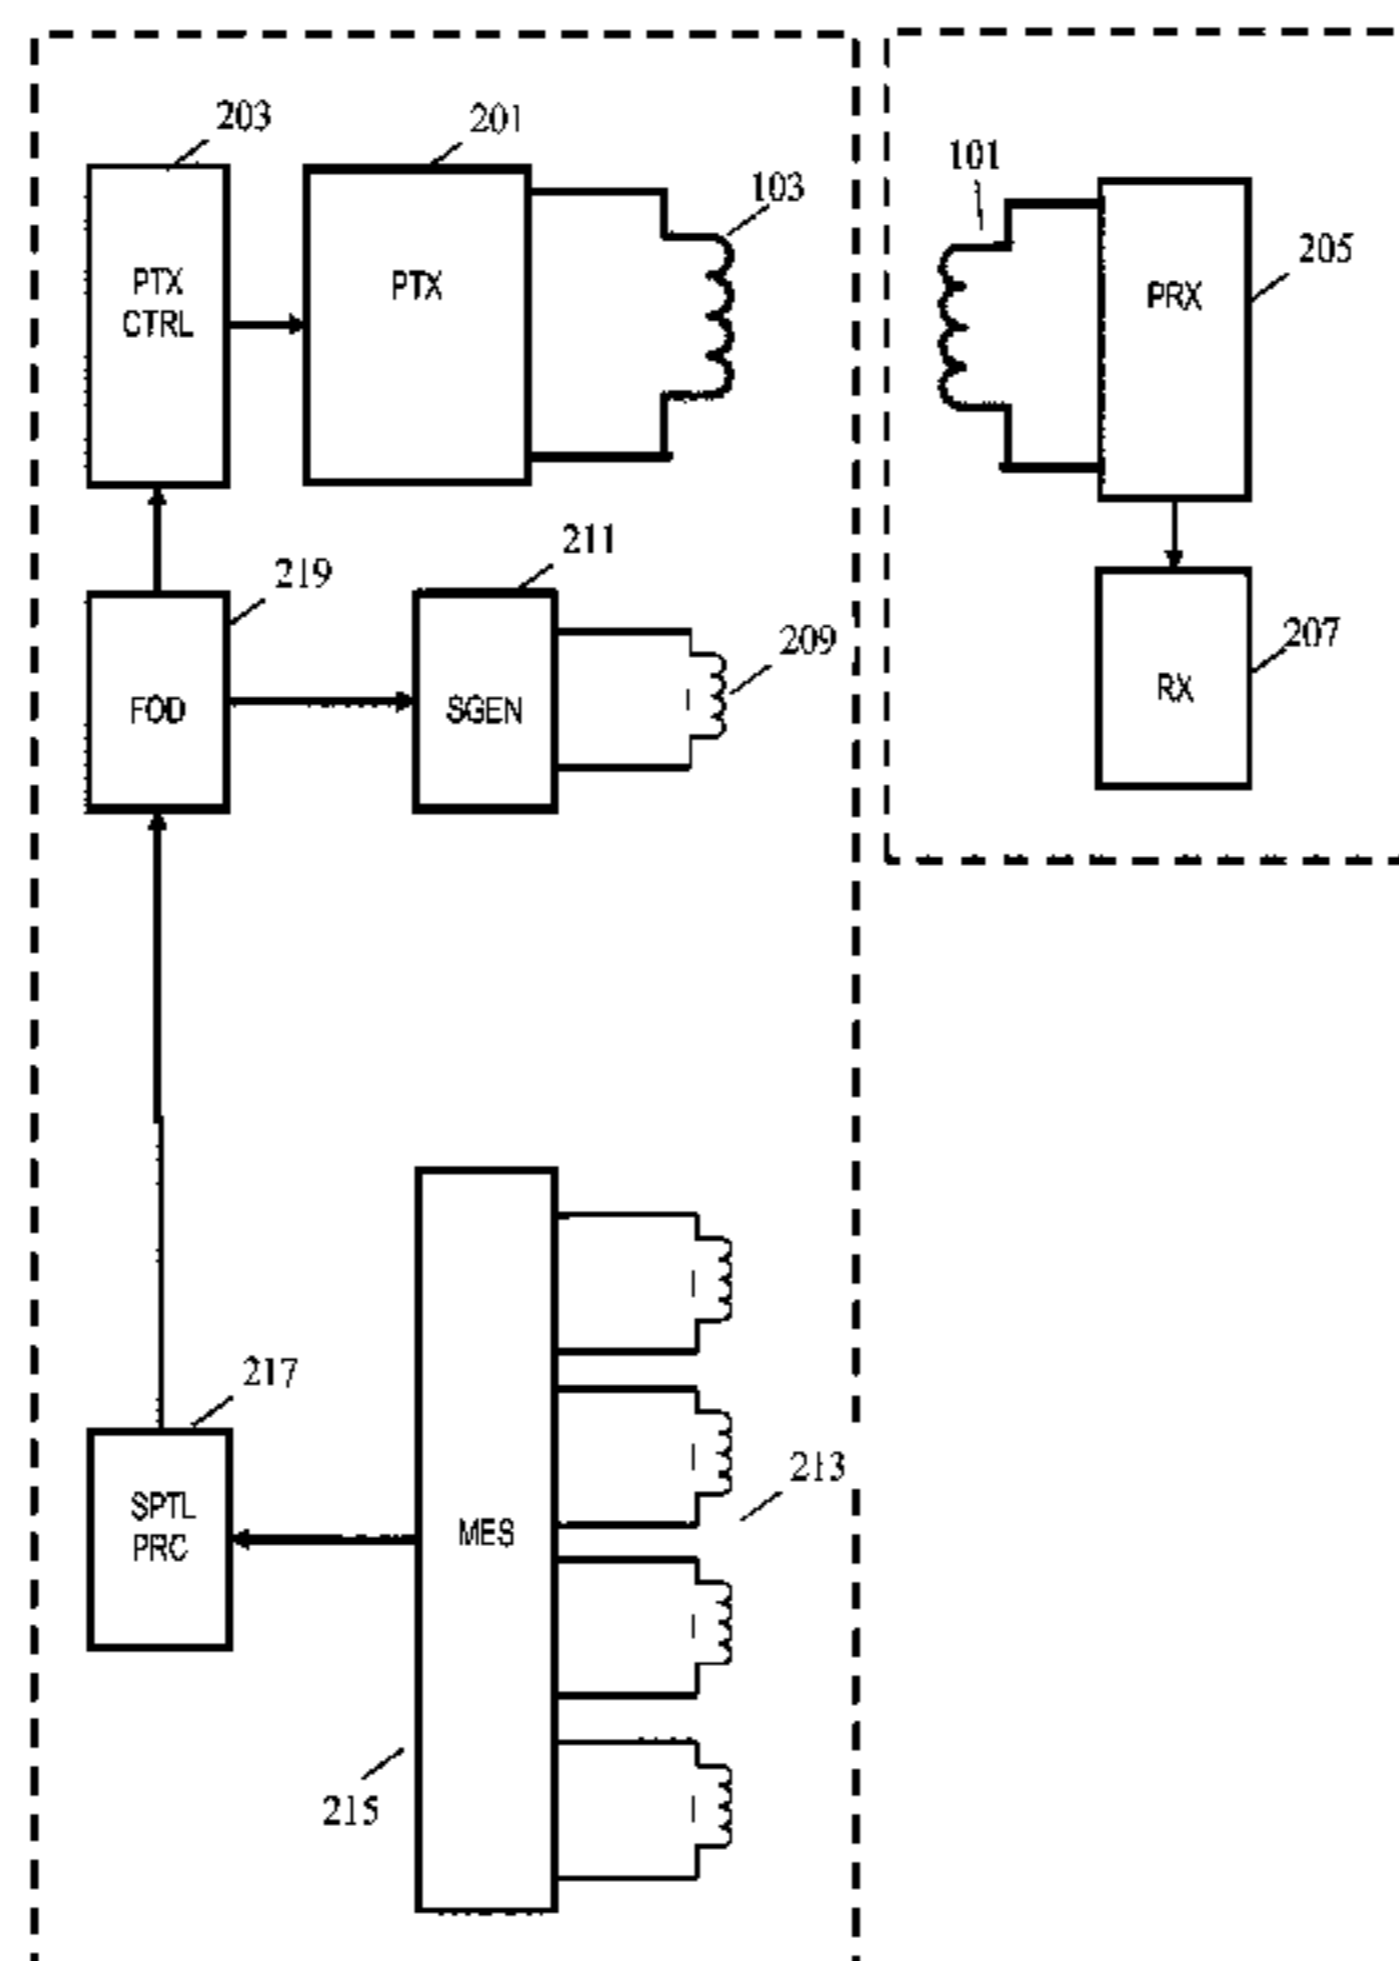 203
201
103
101
205
PTX
CTRL
PTX
PRX
211
219
209
207
FOD
SGEN
RX
217
213
SPTL
PRC
MES
215